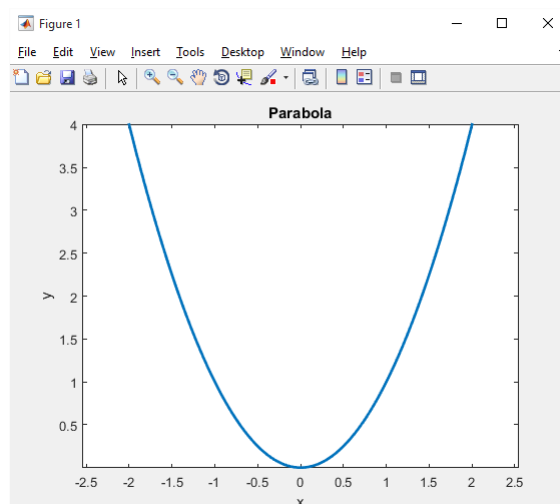 Figure 1
File Edit View Insert Tools Desktop Window Help
Parabola
4
3.5
3
2.5
2
1.5
1
0.5
y
-2.5 -2 -1.5 -1 -0.5 0 0.5 1 1.5 2 2.5
x